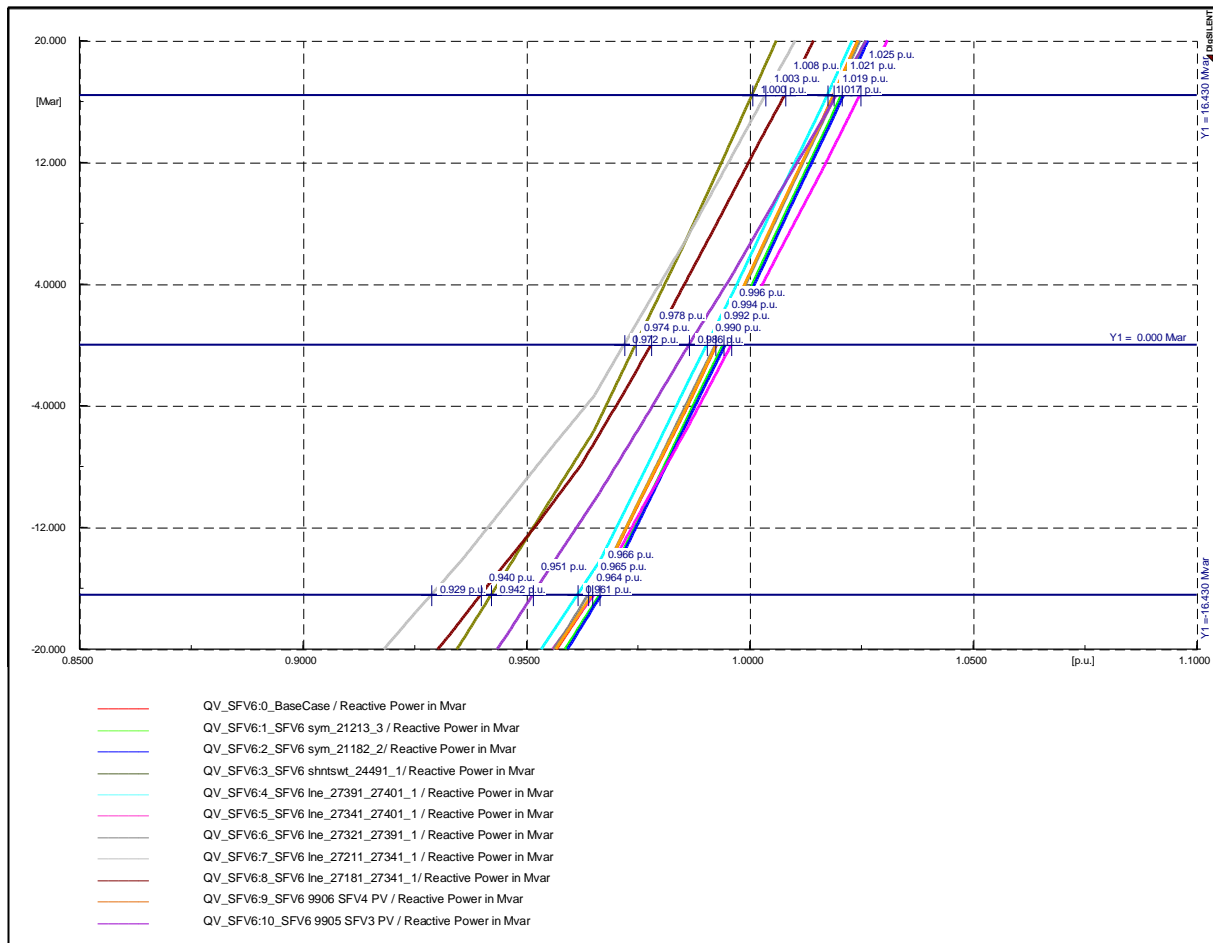 DIgSILENT
20.000
[Mvar]
12.000
4.0000
-4.000
-12.000
-20.000
0.8500
0.9000
0.9500
1.0000
1.0500
[p.u.]
1.1000
Y1 = 16.430 Mvar
Y1 = 0.000 Mvar
Y1 =-16.430 Mvar
1.025 p.u.
1.008 p.u.
1.021 p.u.
1.003 p.u.
1.019 p.u.
1.000 p.u.
1.017 p.u.
0.996 p.u.
0.994 p.u.
0.978 p.u.
0.992 p.u.
0.974 p.u.
0.990 p.u.
0.972 p.u.
0.986 p.u.
0.966 p.u.
0.951 p.u.
0.965 p.u.
0.940 p.u.
0.964 p.u.
0.929 p.u.
0.942 p.u.
0.961 p.u.
QV_SFV6:0_BaseCase / Reactive Power in Mvar
QV_SFV6:1_SFV6 sym_21213_3 / Reactive Power in Mvar
QV_SFV6:2_SFV6 sym_21182_2/ Reactive Power in Mvar
QV_SFV6:3_SFV6 shntswt_24491_1/ Reactive Power in Mvar
QV_SFV6:4_SFV6 lne_27391_27401_1 / Reactive Power in Mvar
QV_SFV6:5_SFV6 lne_27341_27401_1 / Reactive Power in Mvar
QV_SFV6:6_SFV6 lne_27321_27391_1 / Reactive Power in Mvar
QV_SFV6:7_SFV6 lne_27211_27341_1 / Reactive Power in Mvar
QV_SFV6:8_SFV6 lne_27181_27341_1/ Reactive Power in Mvar
QV_SFV6:9_SFV6 9906 SFV4 PV / Reactive Power in Mvar
QV_SFV6:10_SFV6 9905 SFV3 PV / Reactive Power in Mvar